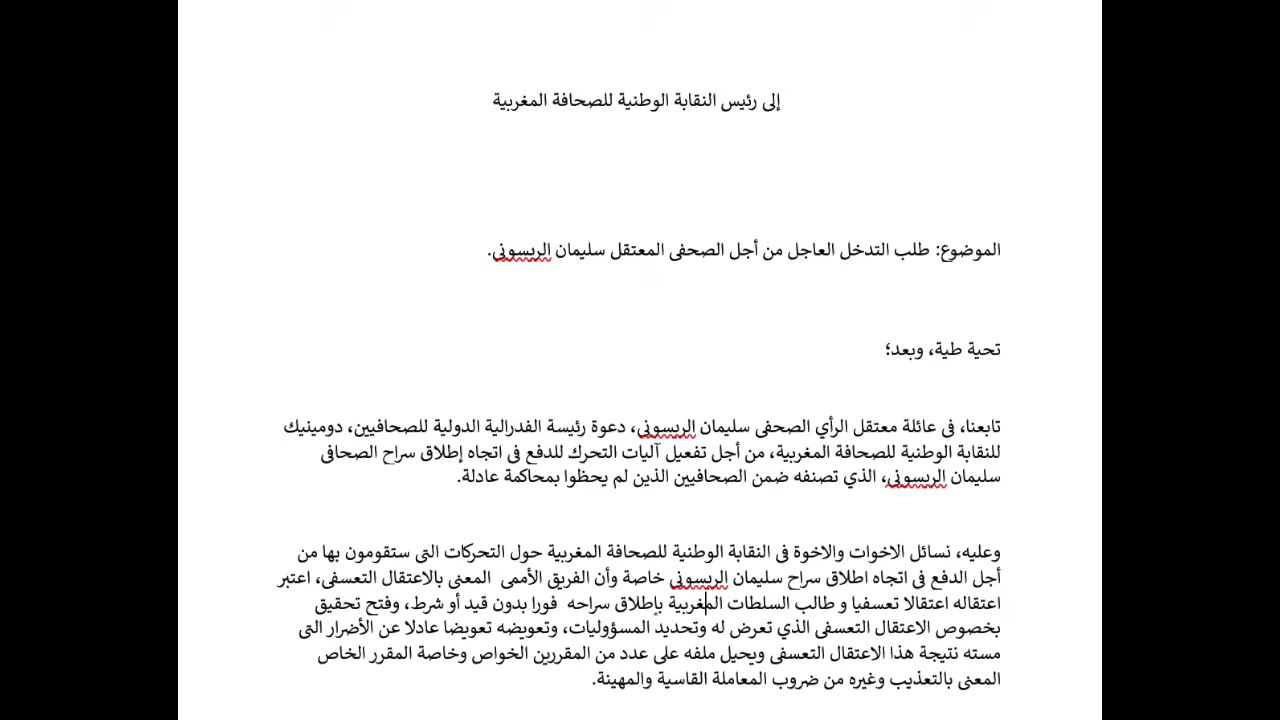 إلى رئيس النقابة الوطنية للصحافة المغربية
الموضوع: طلب التدخل العاجل من أجل الصحفي المعتقل سليمان الريسوني.
تحية طية، وبعد؛
تابعنا، في عائلة معتقل الرأي الصحفي سليمان الريسوني، دعوة رئيسة الفدرالية الدولية للصحافيين، دومينيك
للنقابة الوطنية للصحافة المغربية، من أجل تفعيل آليات التحرك للدفع في اتجاه إطلاق سراح الصحافي
سليمان الريسوني، الذي تصنفه ضمن الصحافيين الذين لم يحظوا بمحاكمة عادلة.
وعليه، نسائل الاخوات والاخوة في النقابة الوطنية للصحافة المغربية حول التحركات التي ستقومون بها من
أجل الدفع في اتجاه اطلاق سراح سليمان الريسوني خاصة وأن الفريق الأممي المعني بالاعتقال التعسفي، اعتبر
اعتقاله اعتقالا تعسفيا و طالب السلطات المغربية بإطلاق سراحه فورا بدون قيد أو شرط، وفتح تحقيق
بخصوص الاعتقال التعسفي الذي تعرض له وتحديد المسؤوليات، وتعويضه تعويضا عادلا عن الأضرار التي
مسته نتيجة هذا الاعتقال التعسفي ويحيل ملفه على عدد من المقررين الخواص وخاصة المقرر الخاص
المعني بالتعذيب وغيره من ضروب المعاملة القاسية والمهينة.